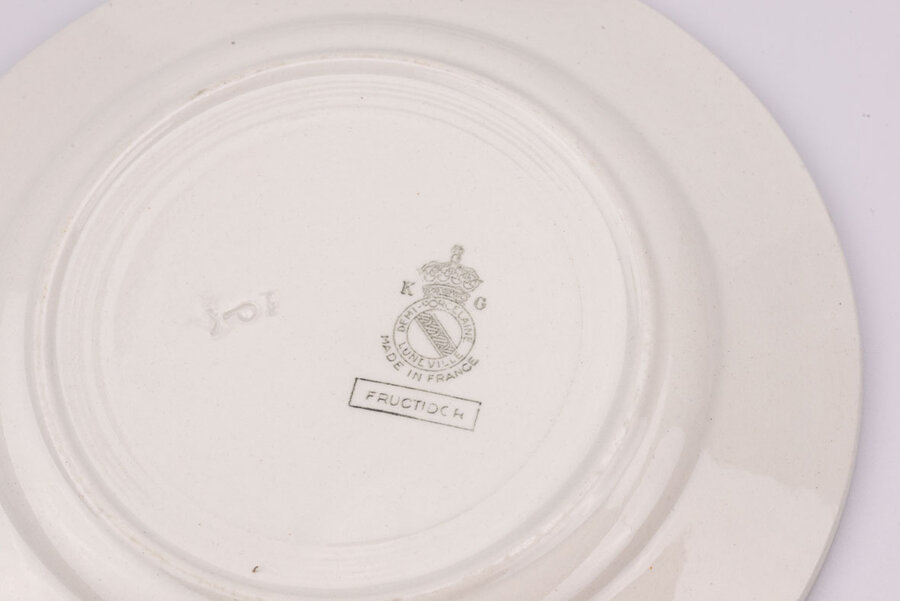 K G
DEMI-PORCELAINE
LUNEVILLE
MADE IN FRANCE
FRUCTIDOR